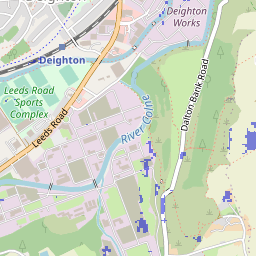 Deighton
Works
Deighton
Leeds Road
Sports
Complex
Leeds Road
River Colne
Dalton Bank Road